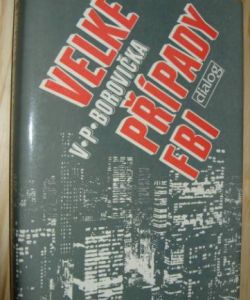 VELKÉ
V·P·BOROVIČKA
PŘÍPADY
FBI
dialog